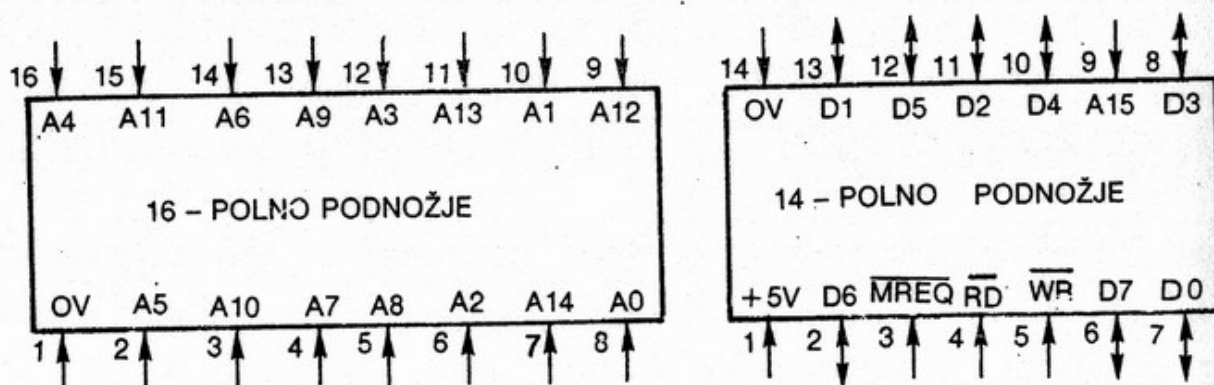 16 15 14 13 12 11 10 9
A4 A11 A6 A9 A3 A13 A1 A12
16 – POLNO PODNOŽJE
OV A5 A10 A7 A8 A2 A14 A0
1 2 3 4 5 6 7 8
14 13 12 11 10 9 8
OV D1 D5 D2 D4 A15 D3
14 – POLNO PODNOŽJE
+5V D6 M̅R̅E̅Q̅ R̅D̅ W̅R̅ D7 D0
1 2 3 4 5 6 7